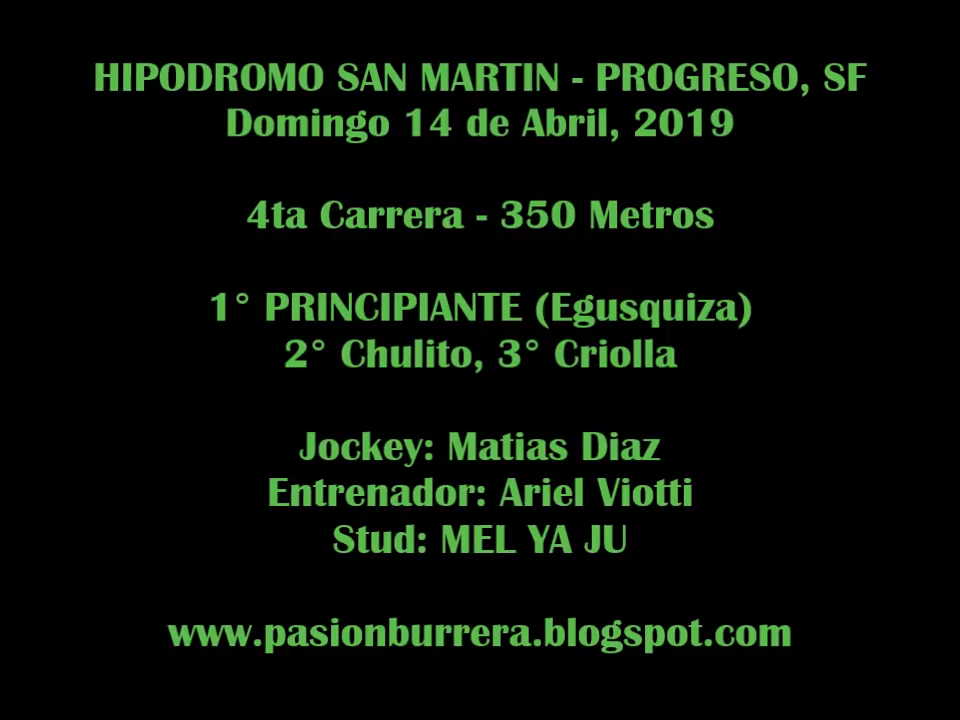 HIPODROMO SAN MARTIN - PROGRESO, SF
Domingo 14 de Abril, 2019
4ta Carrera - 350 Metros
1° PRINCIPIANTE (Egusquiza)
2° Chulito, 3° Criolla
Jockey: Matias Diaz
Entrenador: Ariel Viotti
Stud: MEL YA JU
www.pasionburrera.blogspot.com